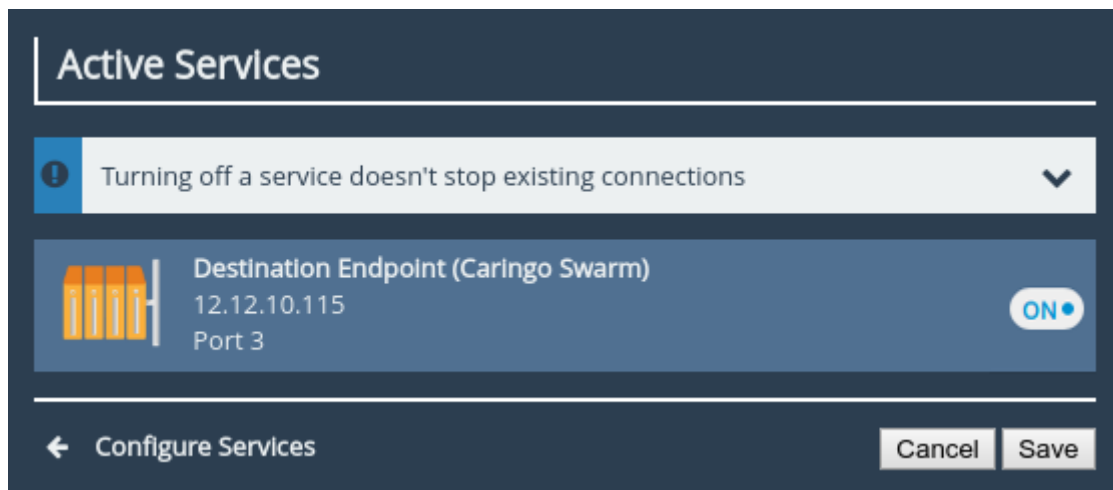 Active Services
Turning off a service doesn't stop existing connections
Destination Endpoint (Caringo Swarm)
12.12.10.115
Port 3
ON
Configure Services
Cancel
Save